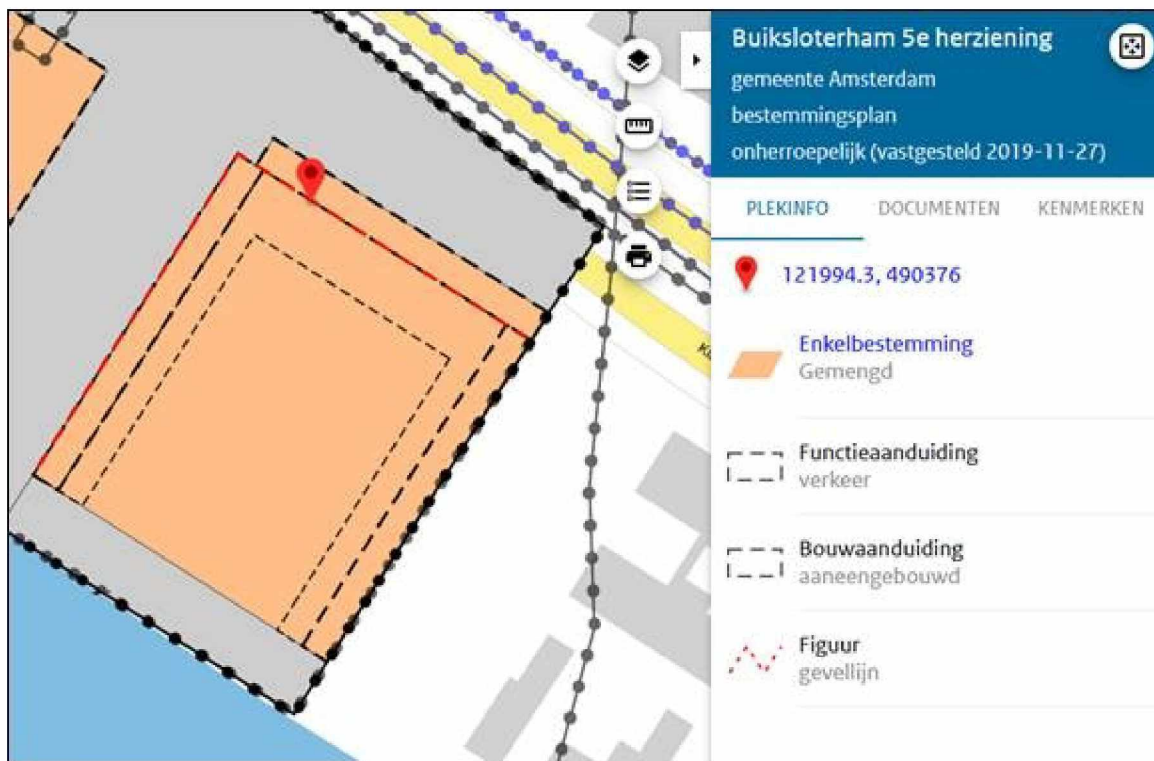 Buiksloterham 5e herziening
gemeente Amsterdam
bestemmingsplan
onherroepelijk (vastgesteld 2019-11-27)
PLEKINFO DOCUMENTEN KENMERKEN
121994.3, 490376
Enkelbestemming
Gemengd
Functieaanduiding
verkeer
Bouwaanduiding
aaneengebouwd
Figuur
gevellijn